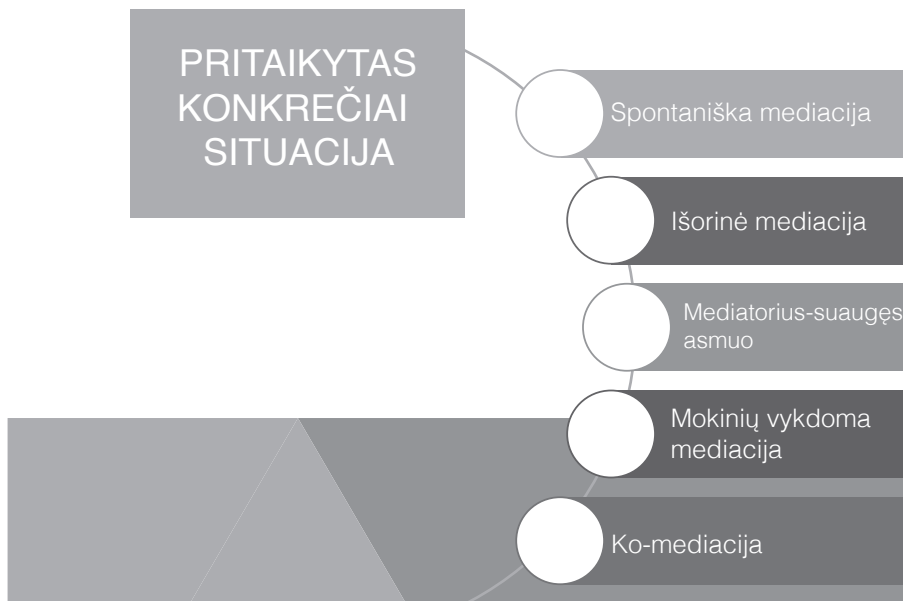 PRITAIKYTAS
KONKREČIAI
SITUACIJA
Spontaniška mediacija
Išorinė mediacija
Mediatorius-suaugęs
asmuo
Mokinių vykdoma
mediacija
Ko-mediacija